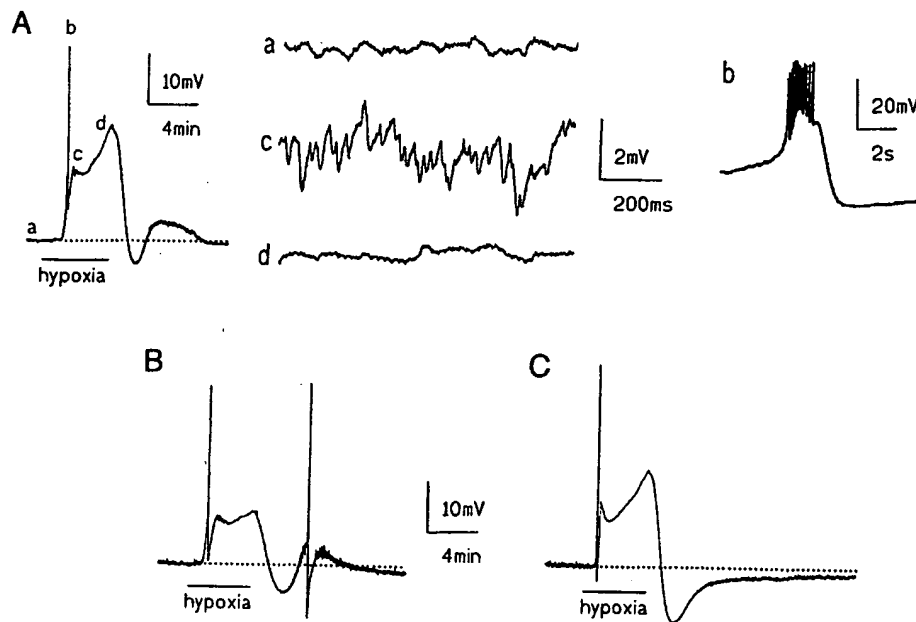 A
b
10mV
4min
d
c
a
hypoxia
a
c
d
2mV
200ms
b
20mV
2s
B
hypoxia
10mV
4min
C
hypoxia